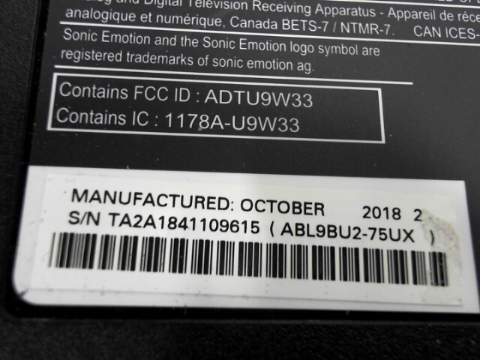 and Digital Television Receiving Apparatus - Appareil de réce
analogique et numérique, Canada BETS-7 / NTMR-7. CAN ICES-
Sonic Emotion and the Sonic Emotion logo symbol are
registered trademarks of sonic emotion ag.
Contains FCC ID : ADTU9W33
Contains IC : 1178A-U9W33
MANUFACTURED: OCTOBER 2018 2
S/N TA2A1841109615 ( ABL9BU2-75UX )